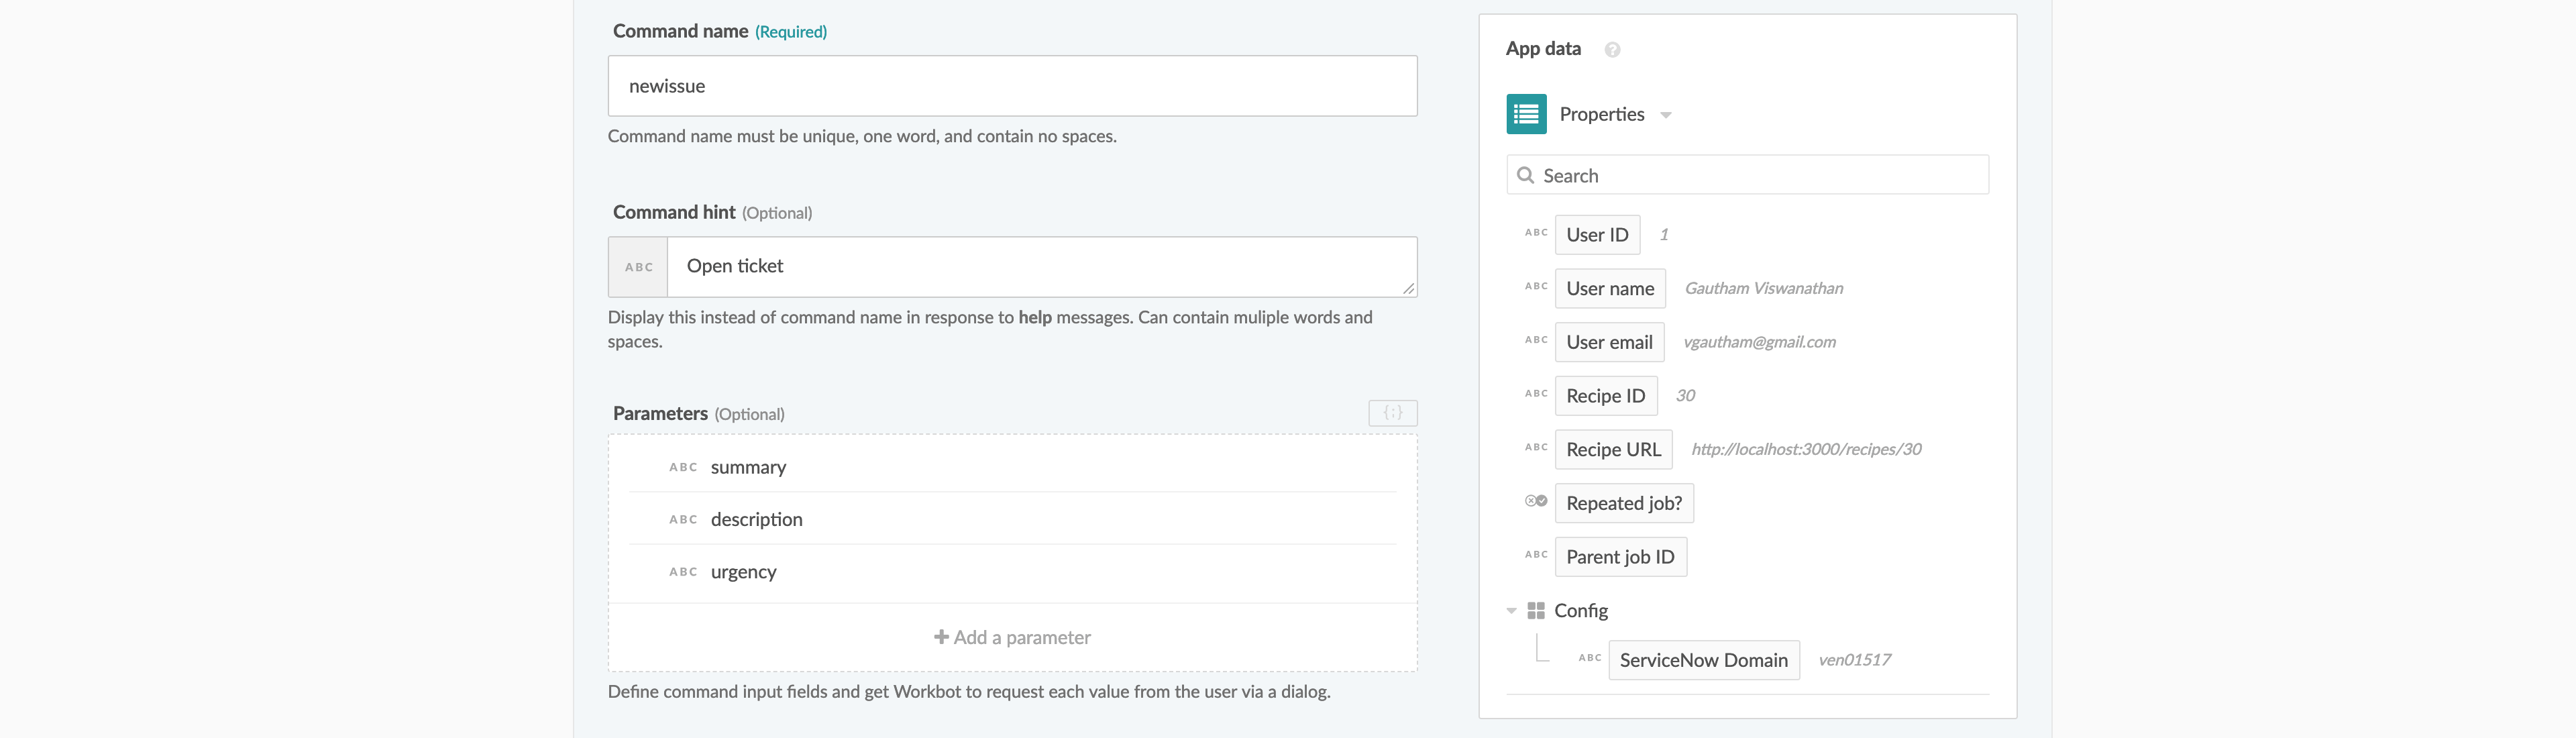 Command name (Required)
newissue
Command name must be unique, one word, and contain no spaces.
Command hint (Optional)
ABC Open ticket
Display this instead of command name in response to help messages. Can contain muliple words and
spaces.
Parameters (Optional) {;}
ABC summary
ABC description
ABC urgency
+ Add a parameter
Define command input fields and get Workbot to request each value from the user via a dialog.
App data ?
Properties
Search
ABC User ID 1
ABC User name Gautham Viswanathan
ABC User email vgautham@gmail.com
ABC Recipe ID 30
ABC Recipe URL http://localhost:3000/recipes/30
Repeated job?
ABC Parent job ID
Config
ABC ServiceNow Domain ven01517